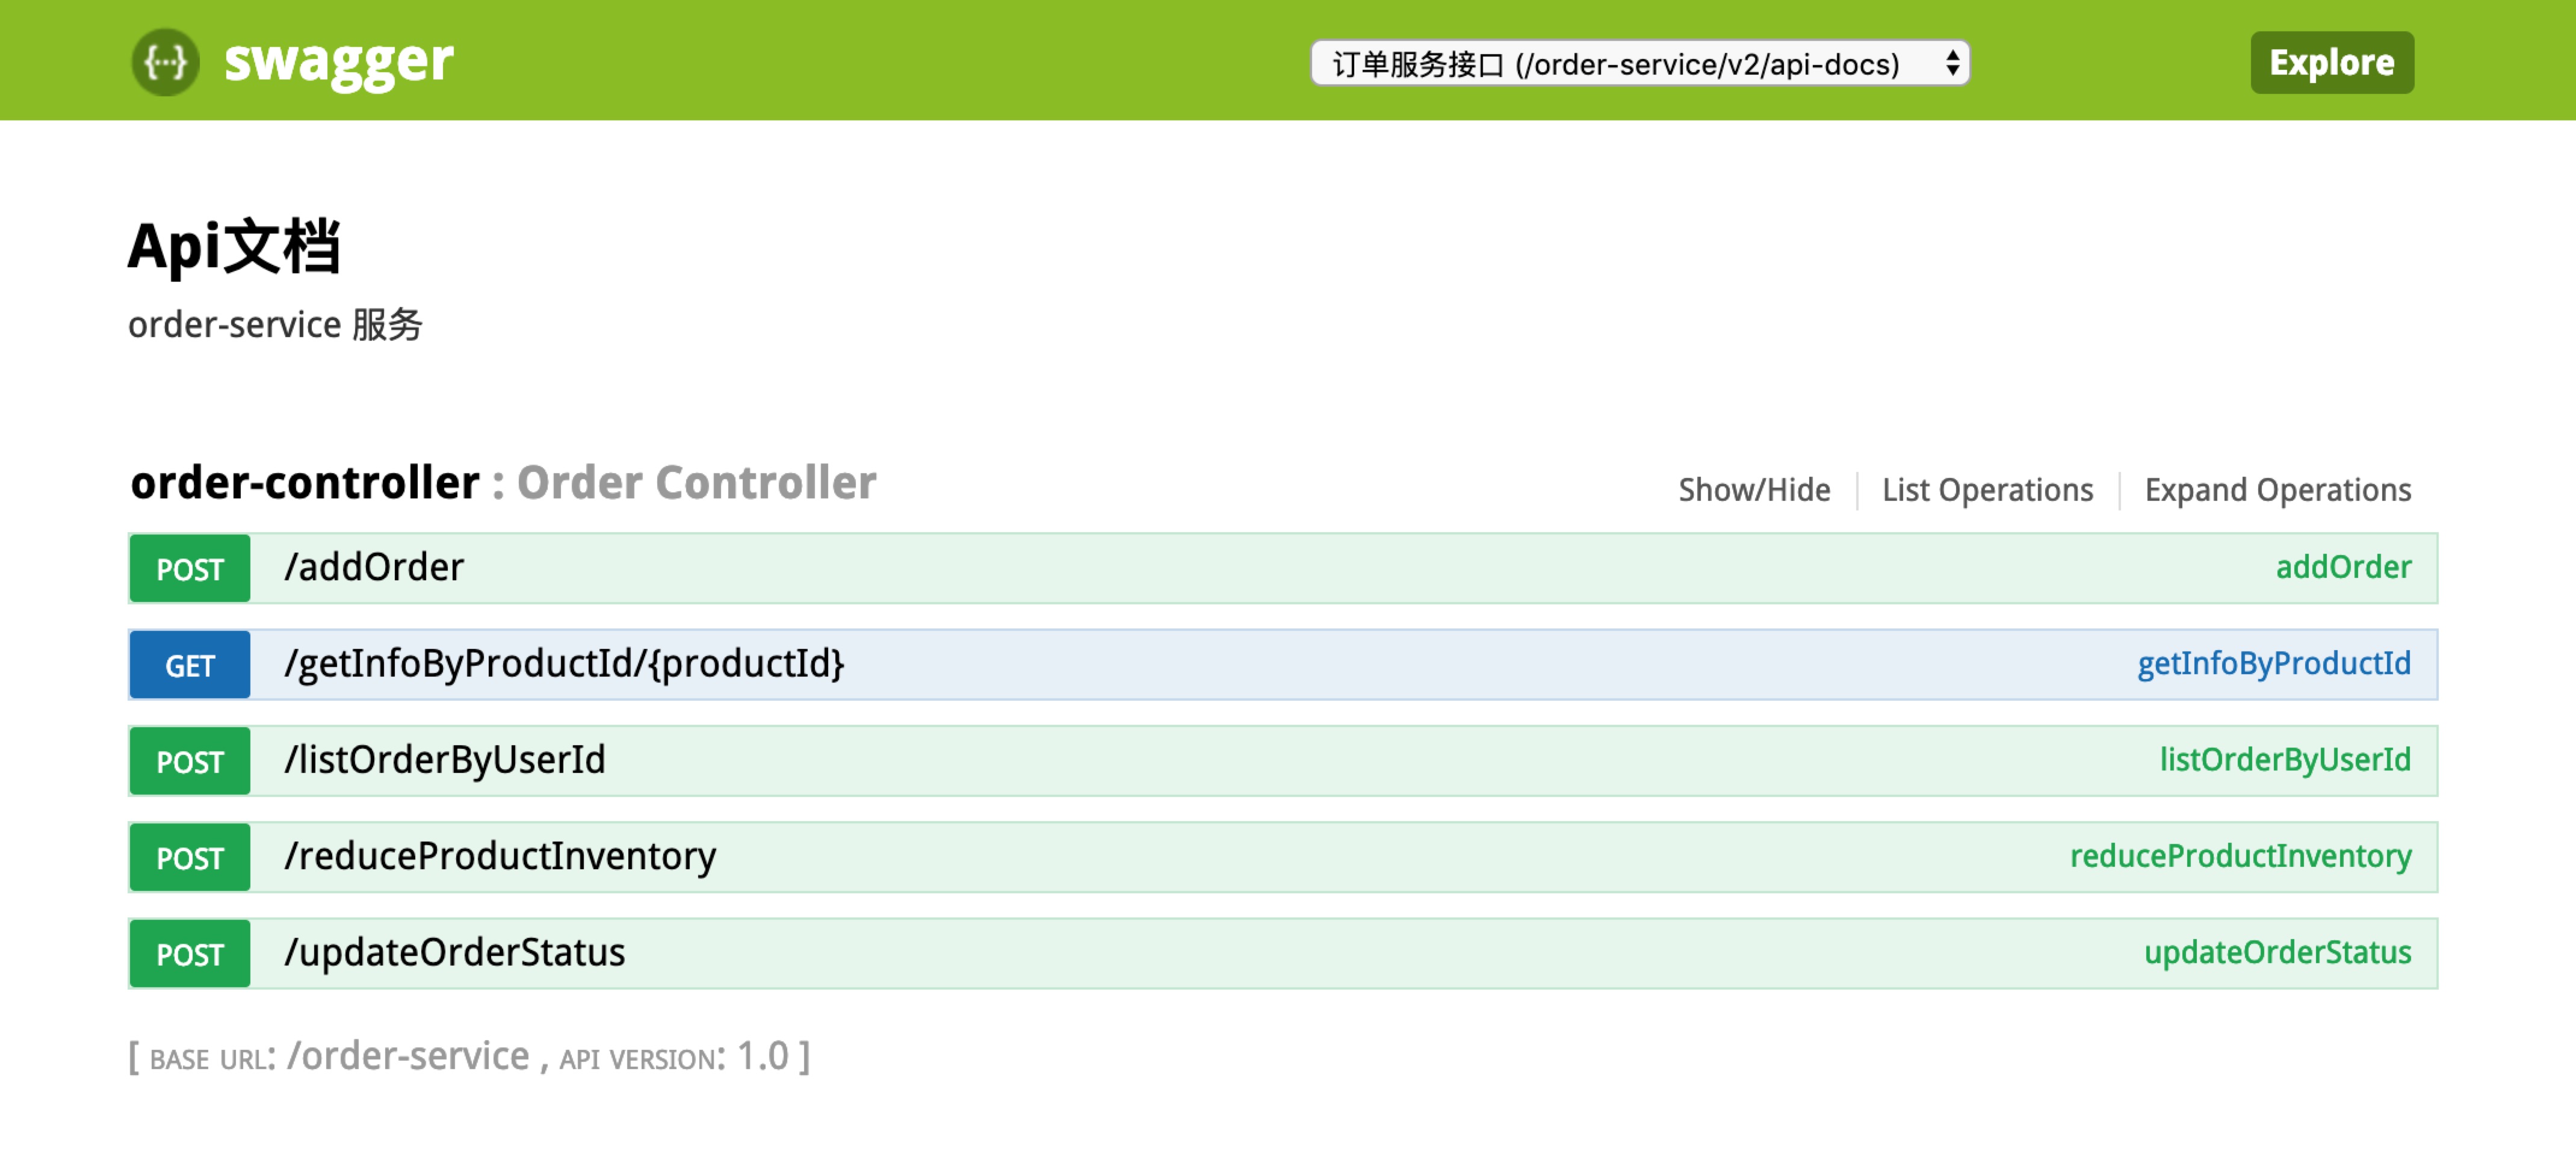 {···} swagger 订单服务接口 (/order-service/v2/api-docs) Explore
Api文档
order-service 服务
order-controller : Order Controller Show/Hide List Operations Expand Operations
POST /addOrder addOrder
GET /getInfoByProductId/{productId} getInfoByProductId
POST /listOrderByUserId listOrderByUserId
POST /reduceProductInventory reduceProductInventory
POST /updateOrderStatus updateOrderStatus
[ BASE URL: /order-service , API VERSION: 1.0 ]